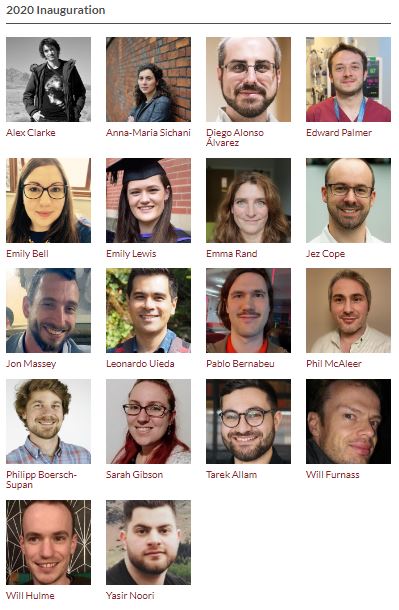 2020 Inauguration
Alex Clarke
Anna-Maria Sichani
Diego Alonso
Álvarez
Edward Palmer
Emily Bell
Emily Lewis
Emma Rand
Jez Cope
Jon Massey
Leonardo Uieda
Pablo Bernabeu
Phil McAleer
Philipp Boersch-
Supan
Sarah Gibson
Tarek Allam
Will Furnass
Will Hulme
Yasir Noori